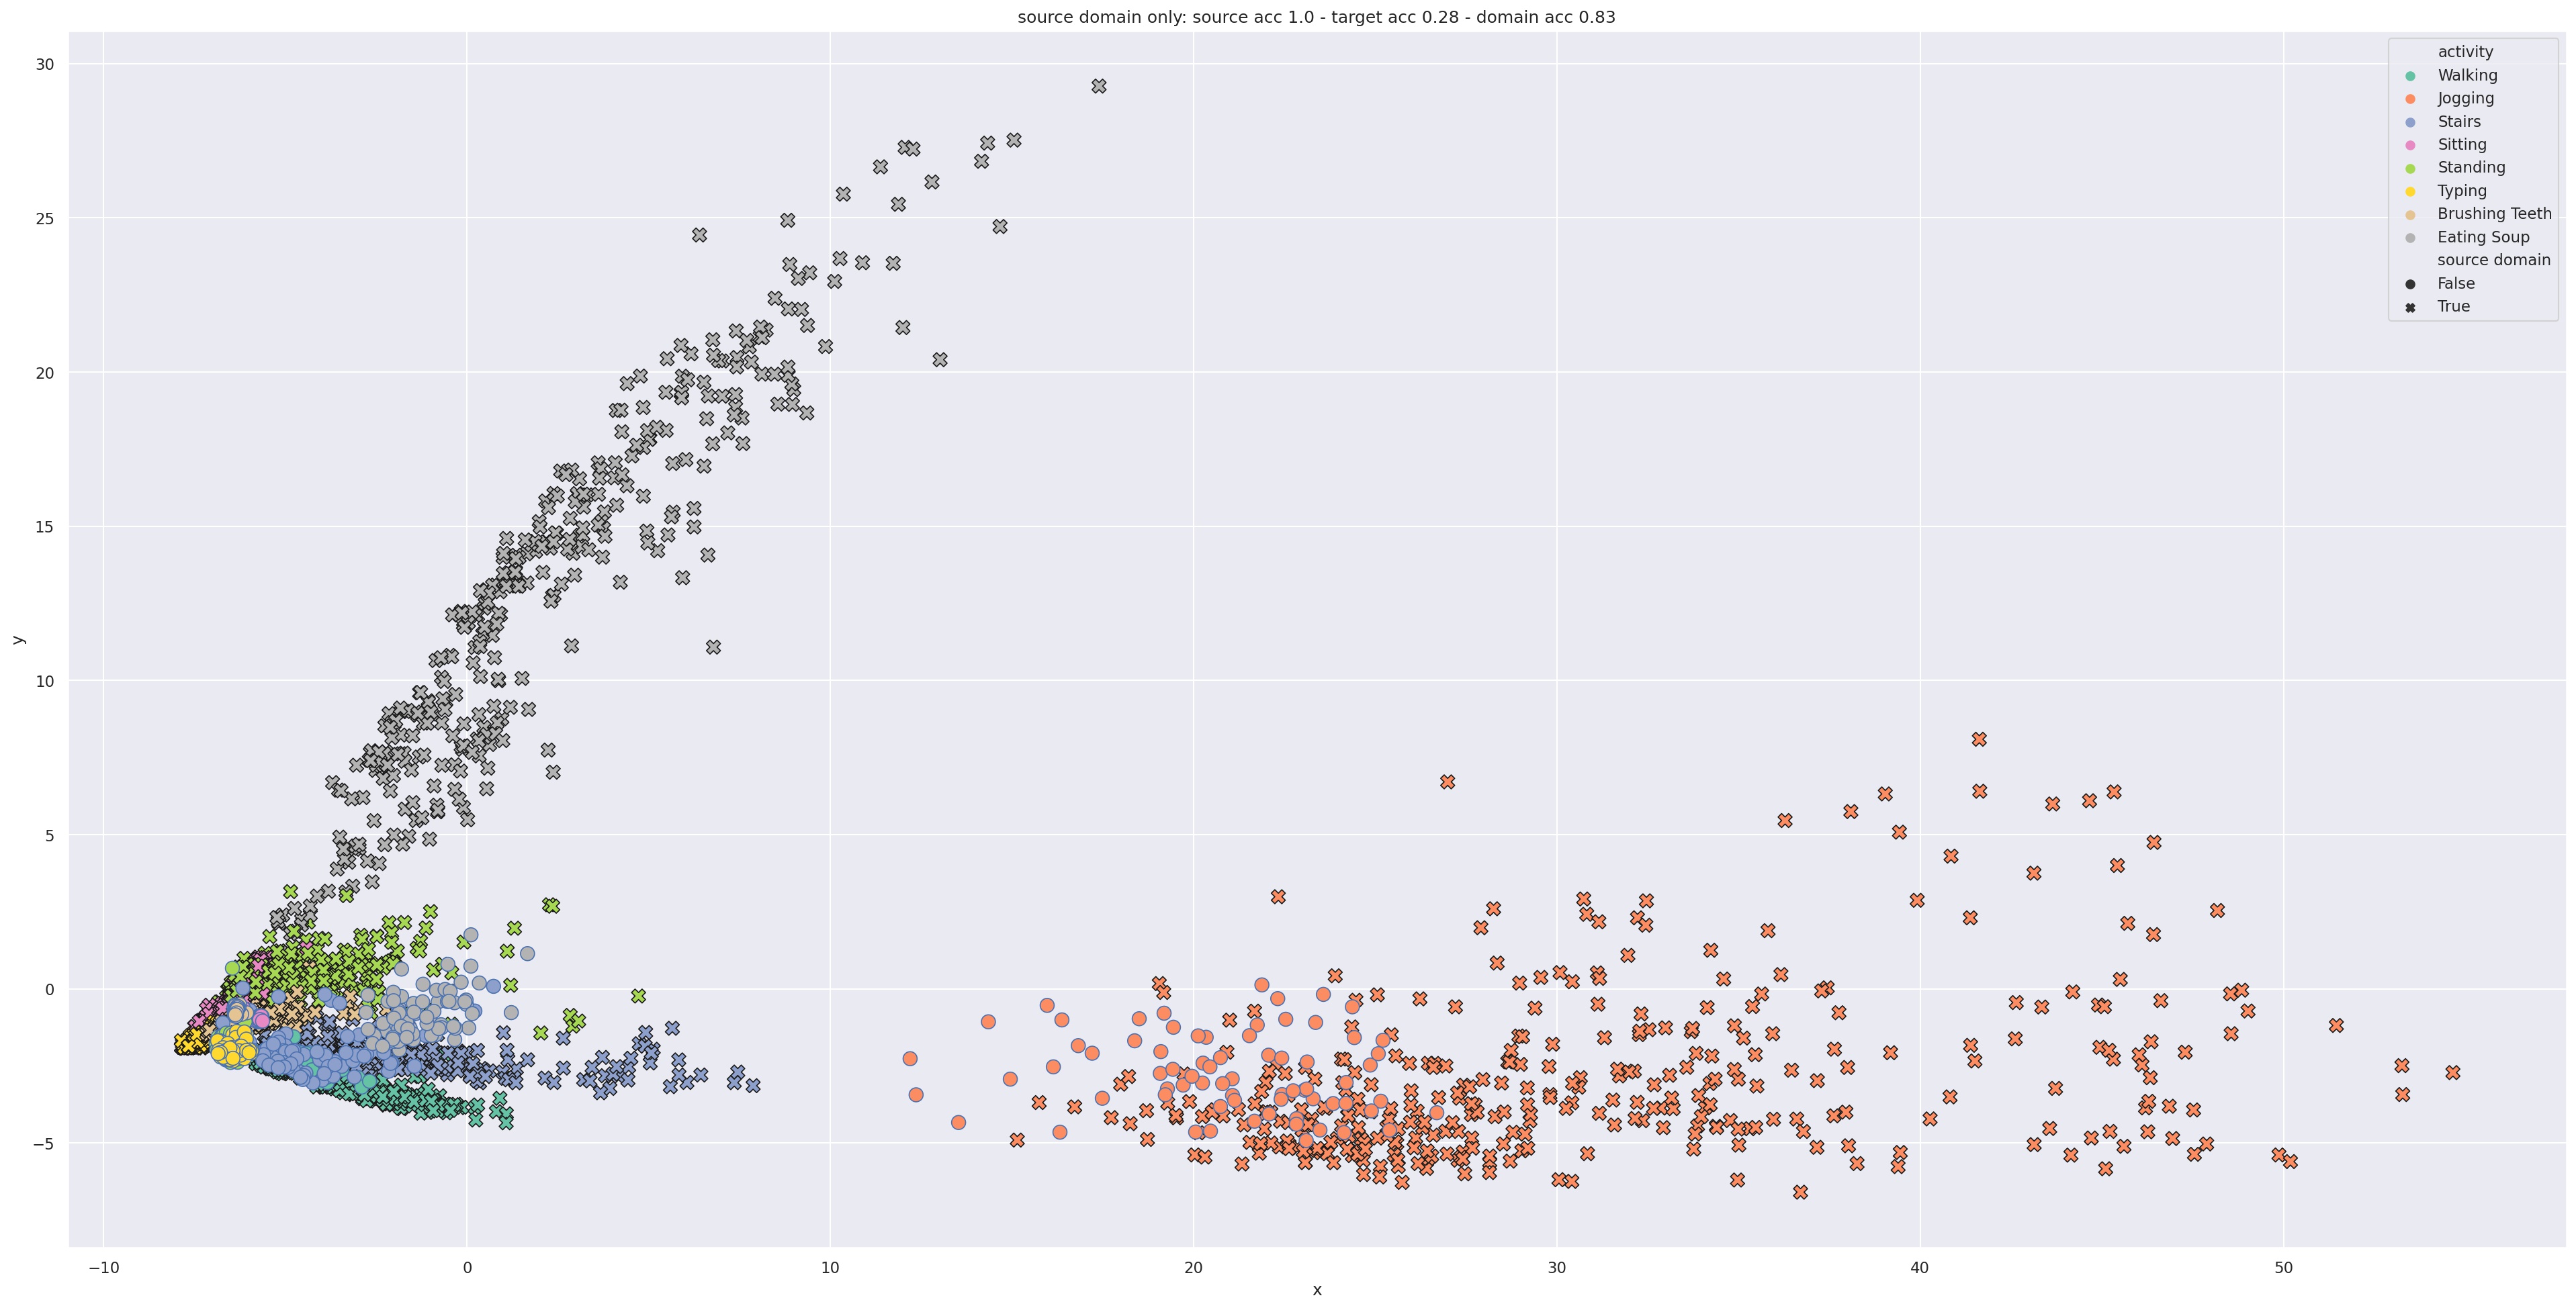 source domain only: source acc 1.0 - target acc 0.28 - domain acc 0.83
activity
Walking
Jogging
Stairs
Sitting
Standing
Typing
Brushing Teeth
Eating Soup
source domain
False
True
30
25
20
15
10
5
0
−5
y
−10
0
10
20
30
40
50
x